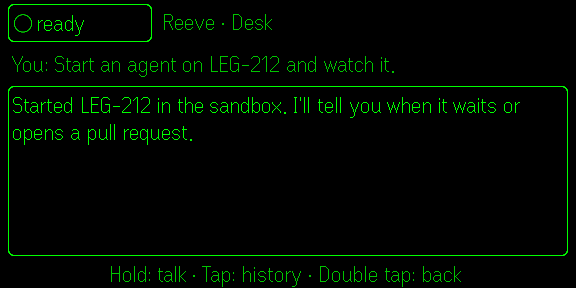 ready
Reeve · Desk
You: Start an agent on LEG-212 and watch it.
Started LEG-212 in the sandbox. I'll tell you when it waits or
opens a pull request.
Hold: talk · Tap: history · Double tap: back